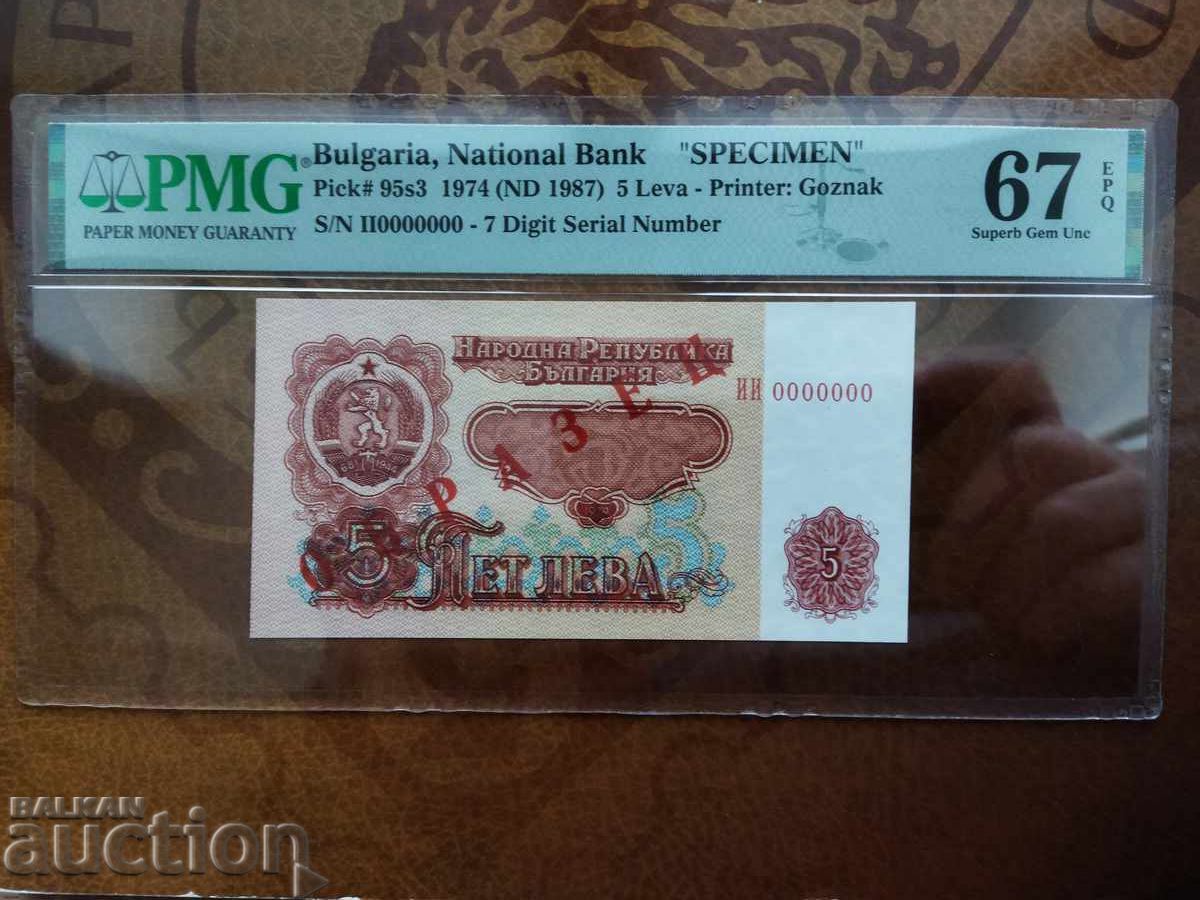 PMG®
PAPER MONEY GUARANTY
Bulgaria, National Bank "SPECIMEN"
Pick# 95s3 1974 (ND 1987) 5 Leva - Printer: Goznak
S/N II0000000 - 7 Digit Serial Number
67
EPQ
Superb Gem Unc
НАРОДНА РЕПУБЛИКА
БЪЛГАРИЯ
ИИ 0000000
ОБРАЗЕЦ
5 ПЕТ ЛЕВА 5
5
BALKAN
auction